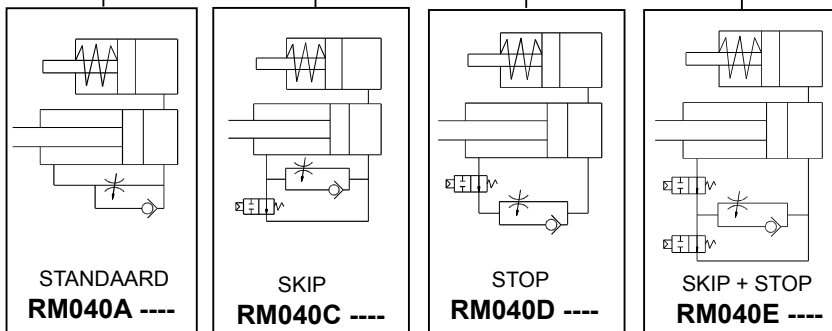 STANDAARD
RM040A ----
SKIP
RM040C ----
STOP
RM040D ----
SKIP + STOP
RM040E ----